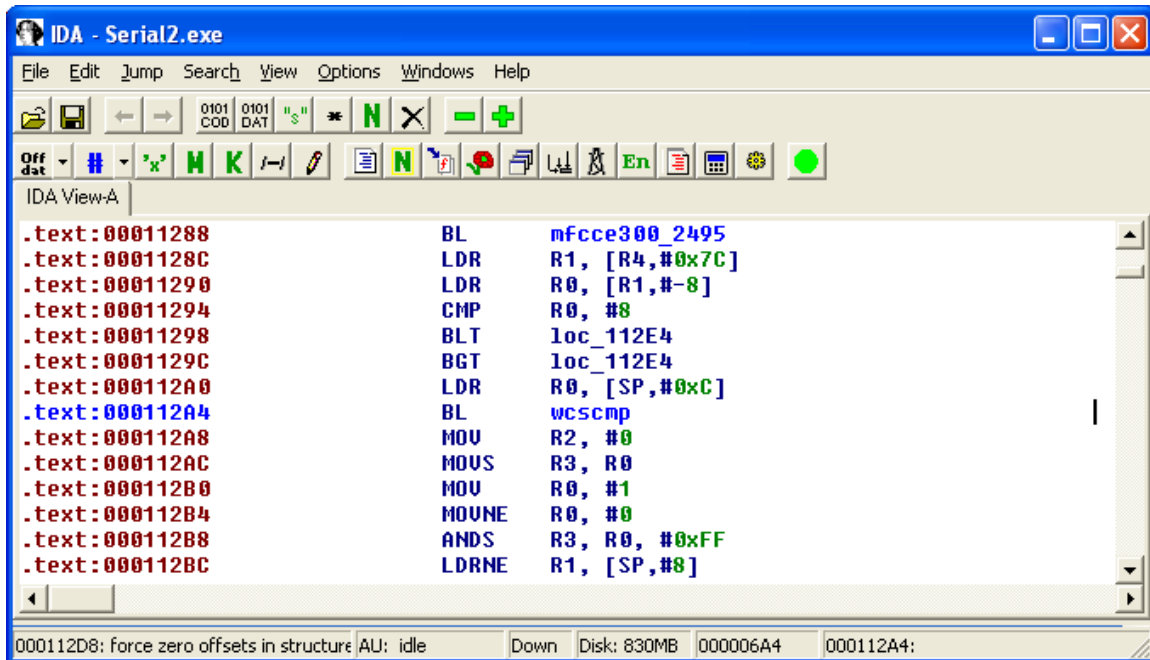 IDA - Serial2.exe
File Edit Jump Search View Options Windows Help
0101 COD 0101 DAT "s" * N X
Off dat # 'x' M K N f En
IDA View-A
.text:00011288 BL mfcce300_2495
.text:0001128C LDR R1, [R4,#0x7C]
.text:00011290 LDR R0, [R1,#-8]
.text:00011294 CMP R0, #8
.text:00011298 BLT loc_112E4
.text:0001129C BGT loc_112E4
.text:000112A0 LDR R0, [SP,#0xC]
.text:000112A4 BL wcscmp
.text:000112A8 MOV R2, #0
.text:000112AC MOVS R3, R0
.text:000112B0 MOV R0, #1
.text:000112B4 MOVNE R0, #0
.text:000112B8 ANDS R3, R0, #0xFF
.text:000112BC LDRNE R1, [SP,#8]
000112D8: force zero offsets in structure AU: idle Down Disk: 830MB 000006A4 000112A4: